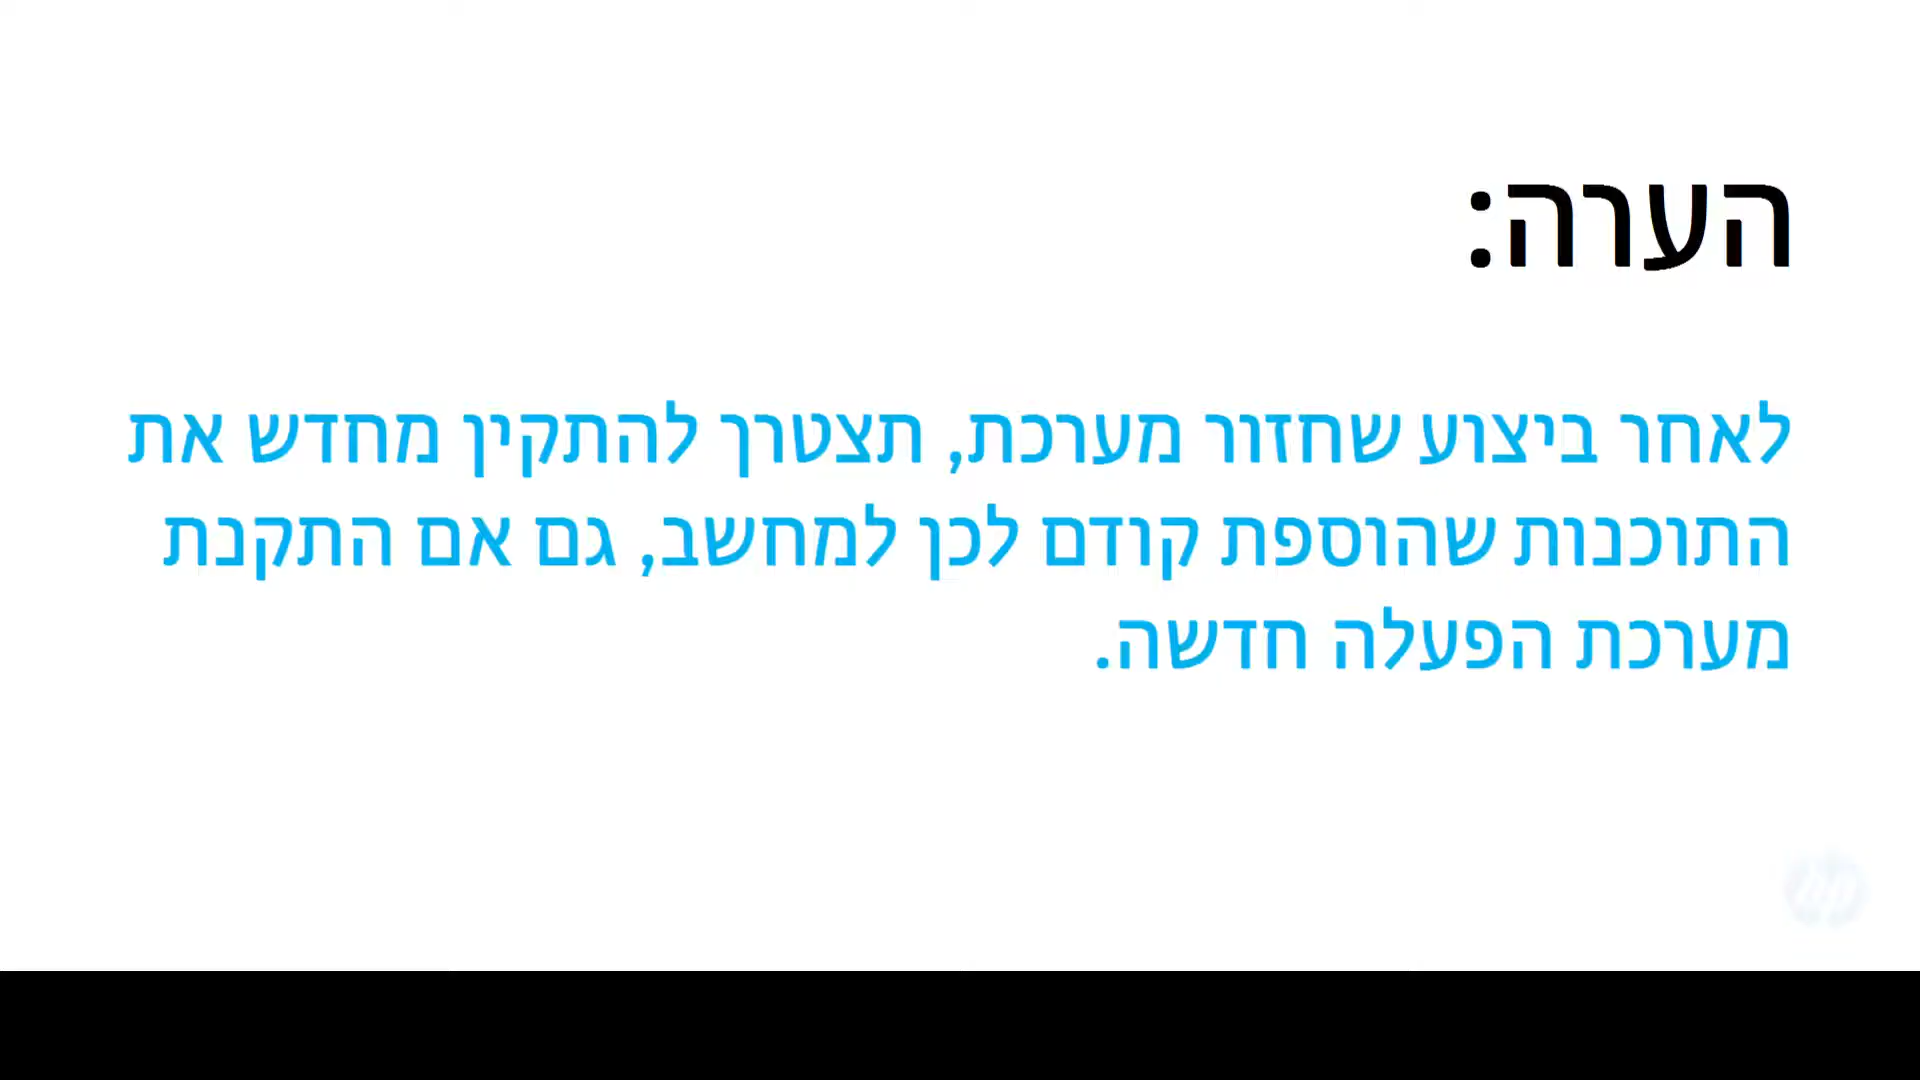 הערה:
לאחר ביצוע שחזור מערכת, תצטרך להתקין מחדש את
התוכנות שהוספת קודם לכן למחשב, גם אם התקנת
מערכת הפעלה חדשה.
hp